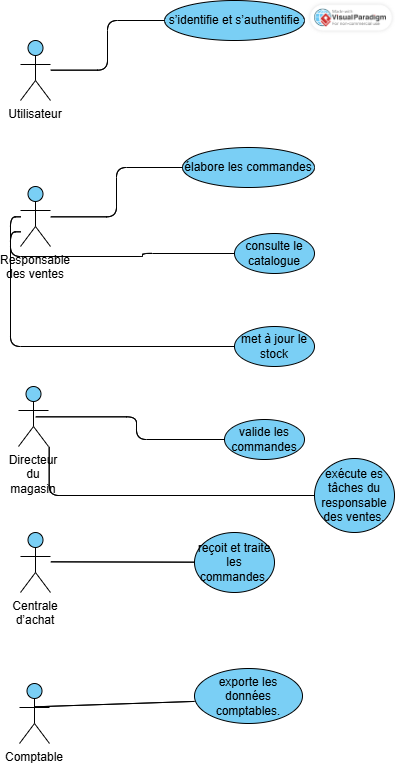 s'identifie et s'authentifie
Made with
VisualParadigm
For non-commercial use
Utilisateur
élabore les commandes
Responsable
des ventes
consulte le
catalogue
met à jour le
stock
valide les
commandes
Directeur
du
magasin
exécute es
tâches du
responsable
des ventes.
reçoit et traite
les
commandes
Centrale
d'achat
exporte les
données
comptables.
Comptable